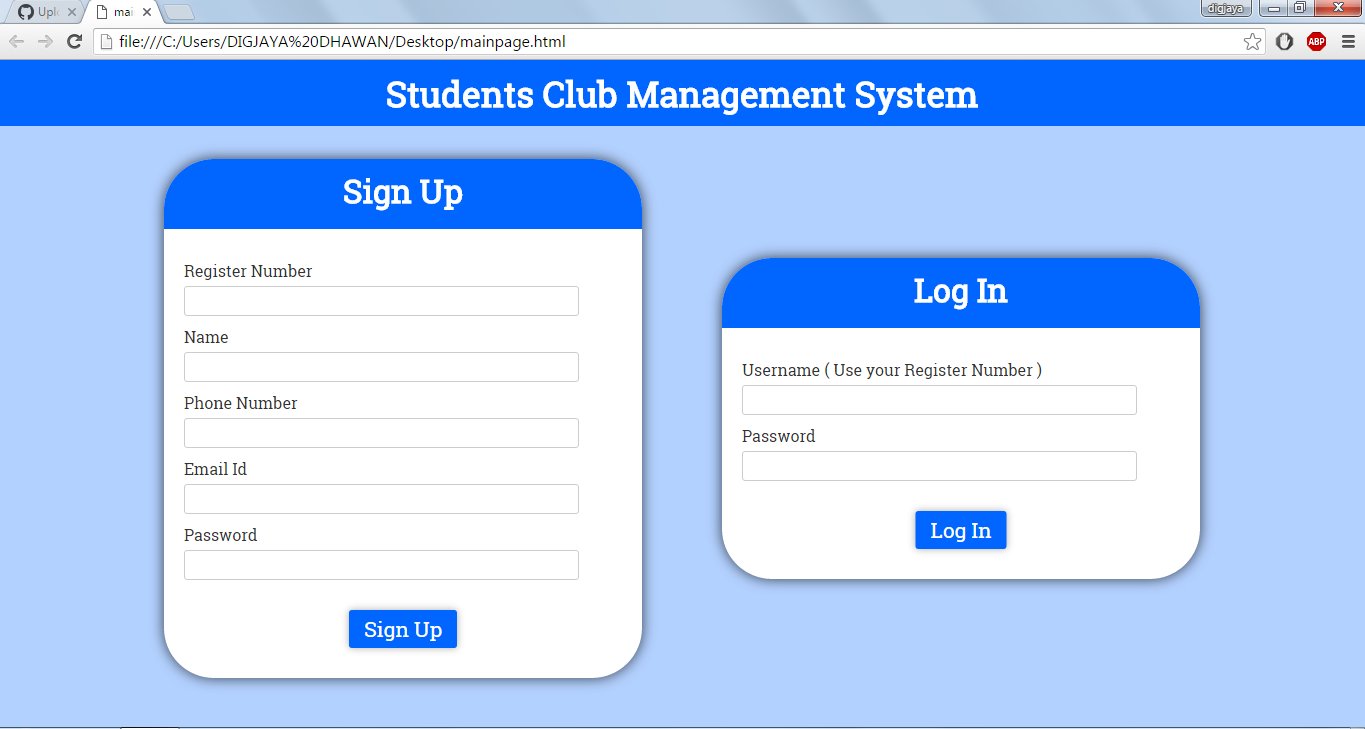 Upl
mai
digjaya
file:///C:/Users/DIGJAYA%20DHAWAN/Desktop/mainpage.html
ABP
Students Club Management System
Sign Up
Register Number
Name
Phone Number
Email Id
Password
Sign Up
Log In
Username ( Use your Register Number )
Password
Log In